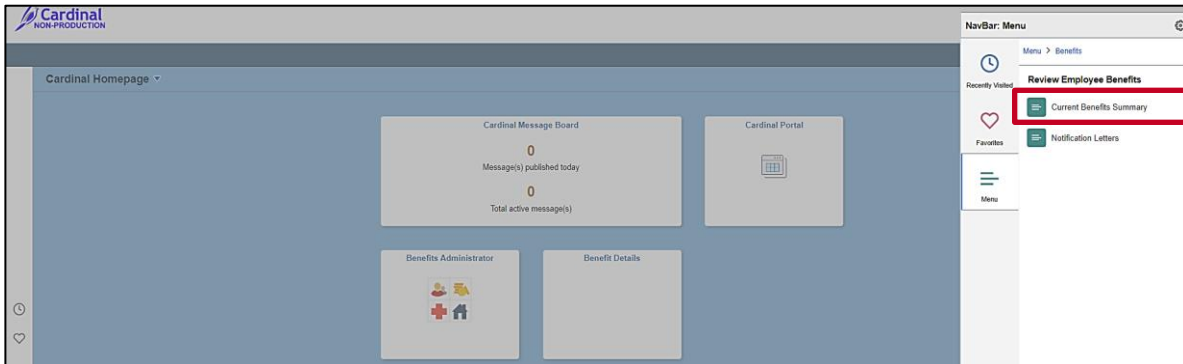 Cardinal
NON-PRODUCTION
Cardinal Homepage
Cardinal Message Board
0
Message(s) published today
0
Total active message(s)
Cardinal Portal
Benefits Administrator
Benefit Details
NavBar: Menu
Recently Visited
Favorites
Menu
Menu > Benefits
Review Employee Benefits
Current Benefits Summary
Notification Letters